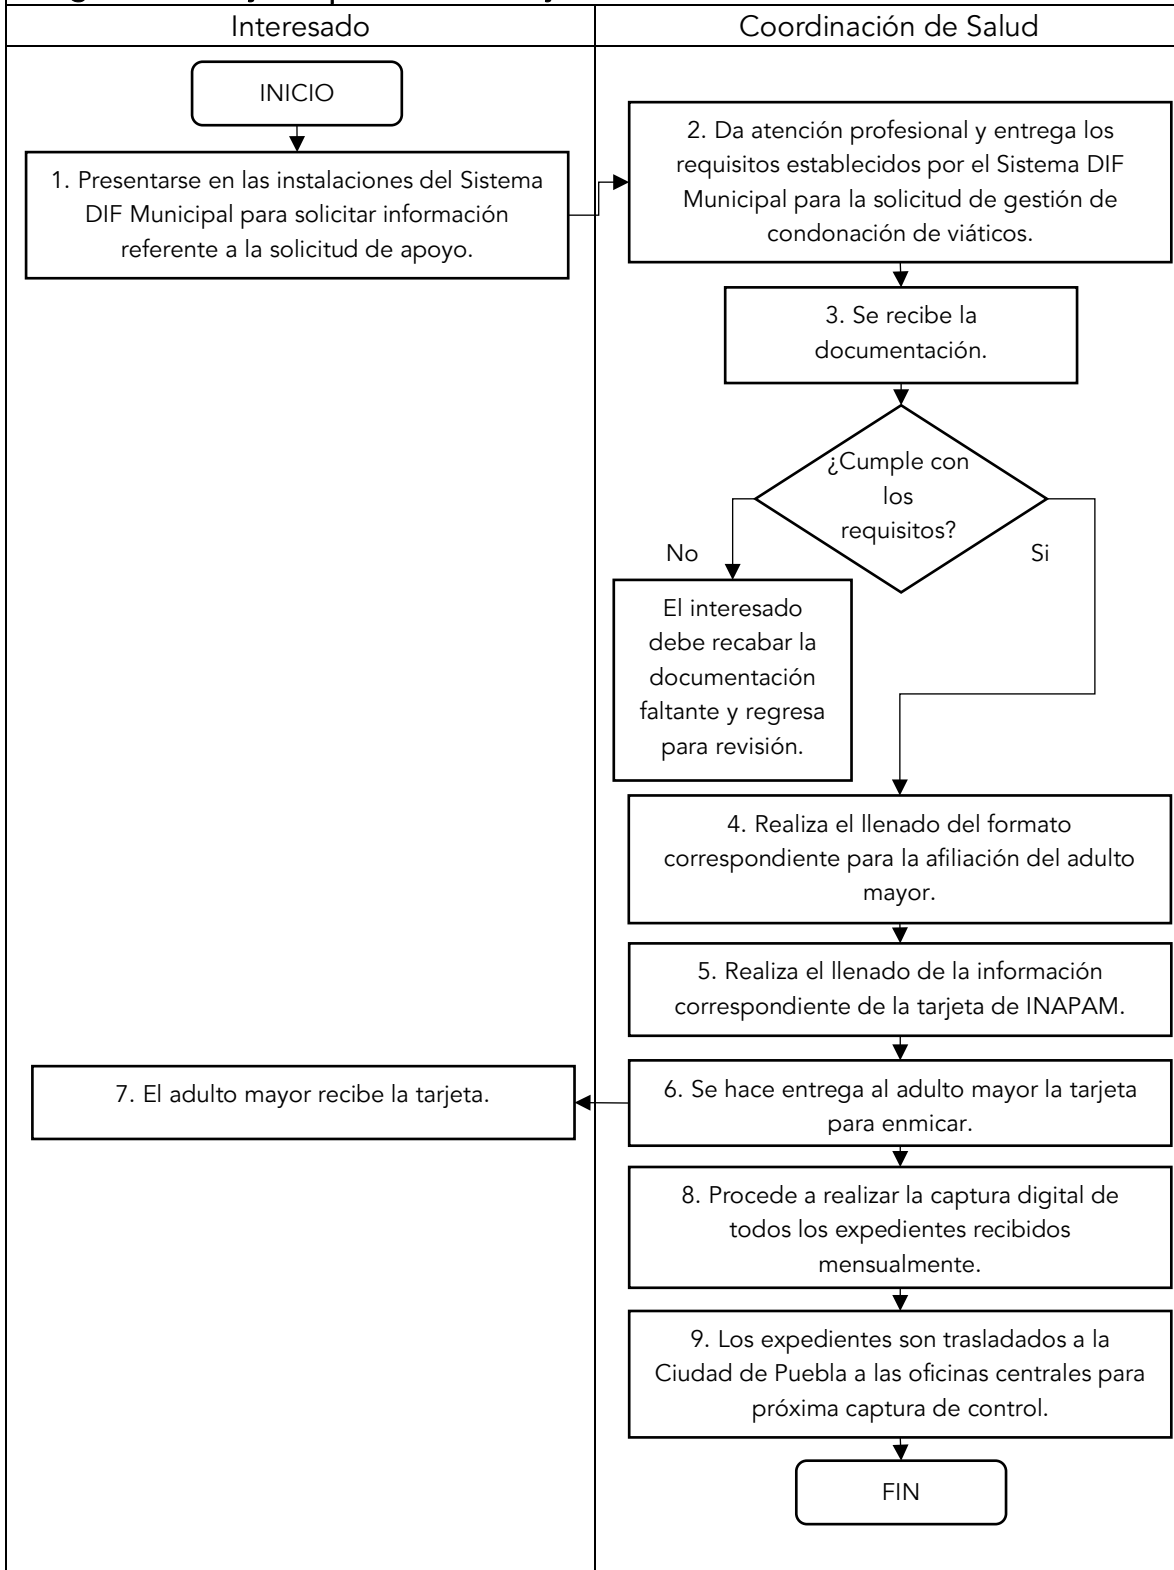 Interesado
Coordinación de Salud
INICIO
1. Presentarse en las instalaciones del Sistema
DIF Municipal para solicitar información
referente a la solicitud de apoyo.
2. Da atención profesional y entrega los
requisitos establecidos por el Sistema DIF
Municipal para la solicitud de gestión de
condonación de viáticos.
3. Se recibe la
documentación.
¿Cumple con
los
requisitos?
No
Si
El interesado
debe recabar la
documentación
faltante y regresa
para revisión.
4. Realiza el llenado del formato
correspondiente para la afiliación del adulto
mayor.
5. Realiza el llenado de la información
correspondiente de la tarjeta de INAPAM.
6. Se hace entrega al adulto mayor la tarjeta
para enmicar.
7. El adulto mayor recibe la tarjeta.
8. Procede a realizar la captura digital de
todos los expedientes recibidos
mensualmente.
9. Los expedientes son trasladados a la
Ciudad de Puebla a las oficinas centrales para
próxima captura de control.
FIN